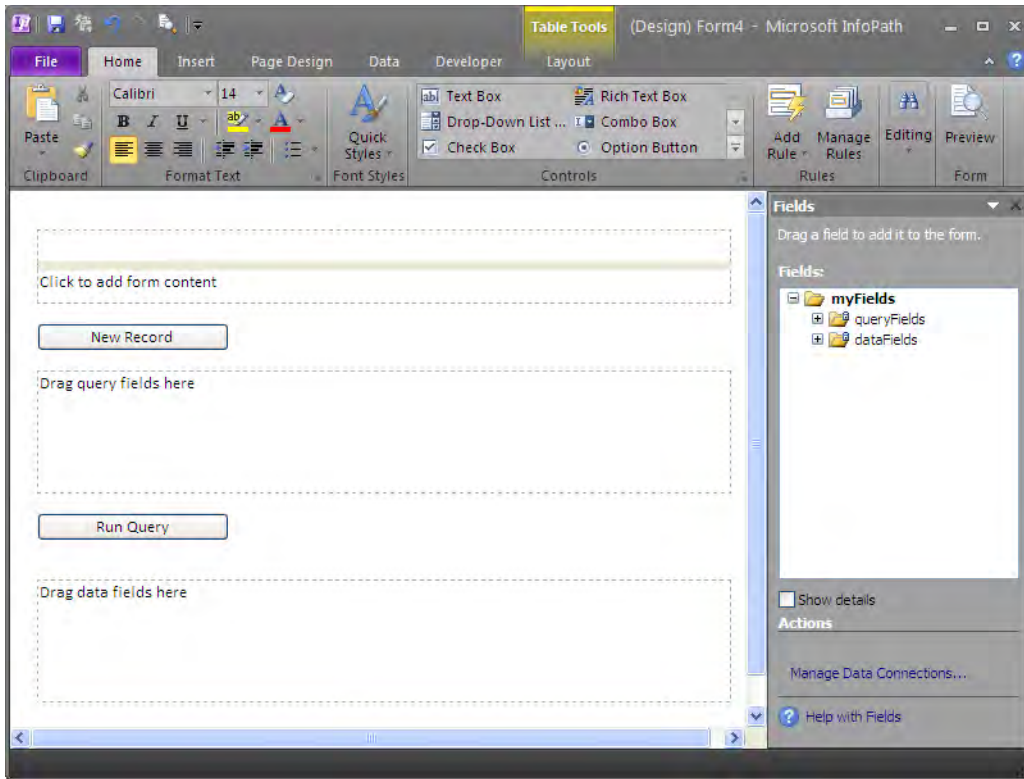 Table Tools (Design) Form4 - Microsoft InfoPath
File Home Insert Page Design Data Developer Layout
Calibri 14
Text Box Rich Text Box
Drop-Down List ... Combo Box
Check Box Option Button
B I U ab A
Paste Quick Styles Add Rule Manage Rules Editing Preview
Clipboard Format Text Font Styles Controls Rules Form
Click to add form content
New Record
Drag query fields here
Run Query
Drag data fields here
Fields
Drag a field to add it to the form.
Fields:
myFields
queryFields
dataFields
Show details
Actions
Manage Data Connections...
Help with Fields